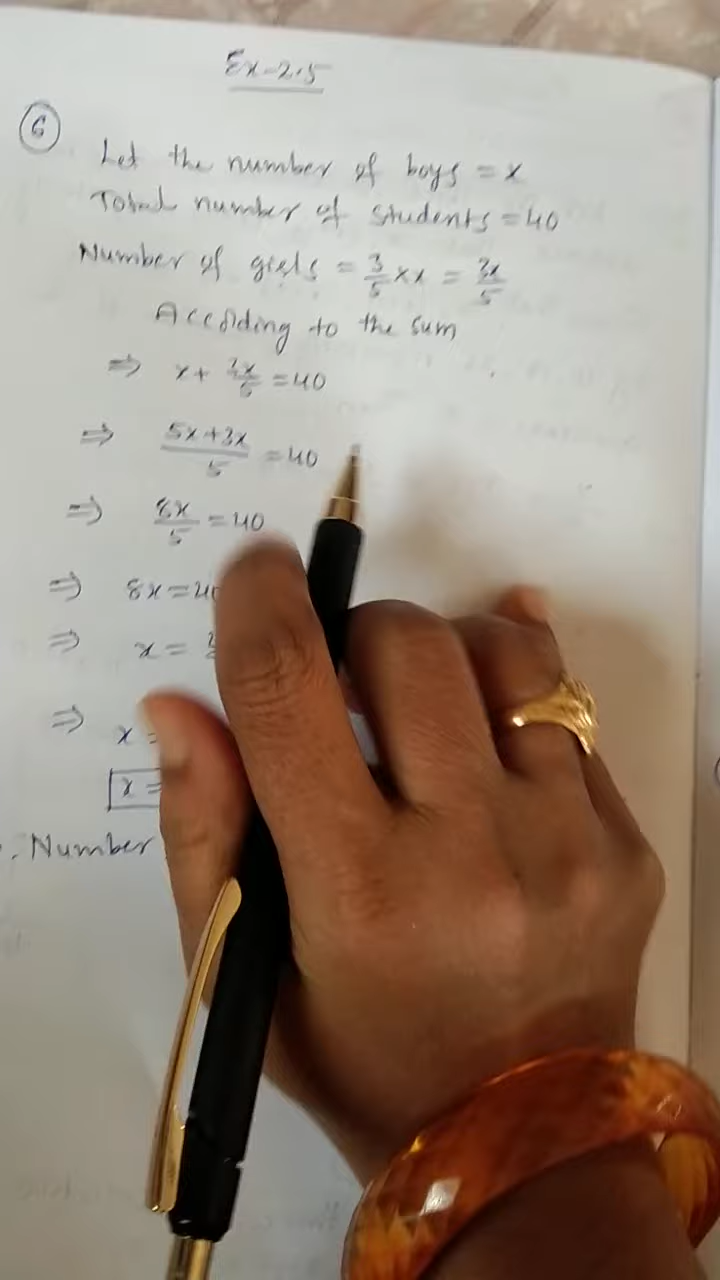 Ex-2.5
6
Let the number of boys = x
Total number of students = 40
Number of girls = 3/5 × x = 3x/5
According to the sum
⇒ x + 3x/5 = 40
⇒ 5x+3x/5 = 40
⇒ 8x/5 = 40
⇒ 8x = 40
⇒ x =
⇒ x =
x =
Number